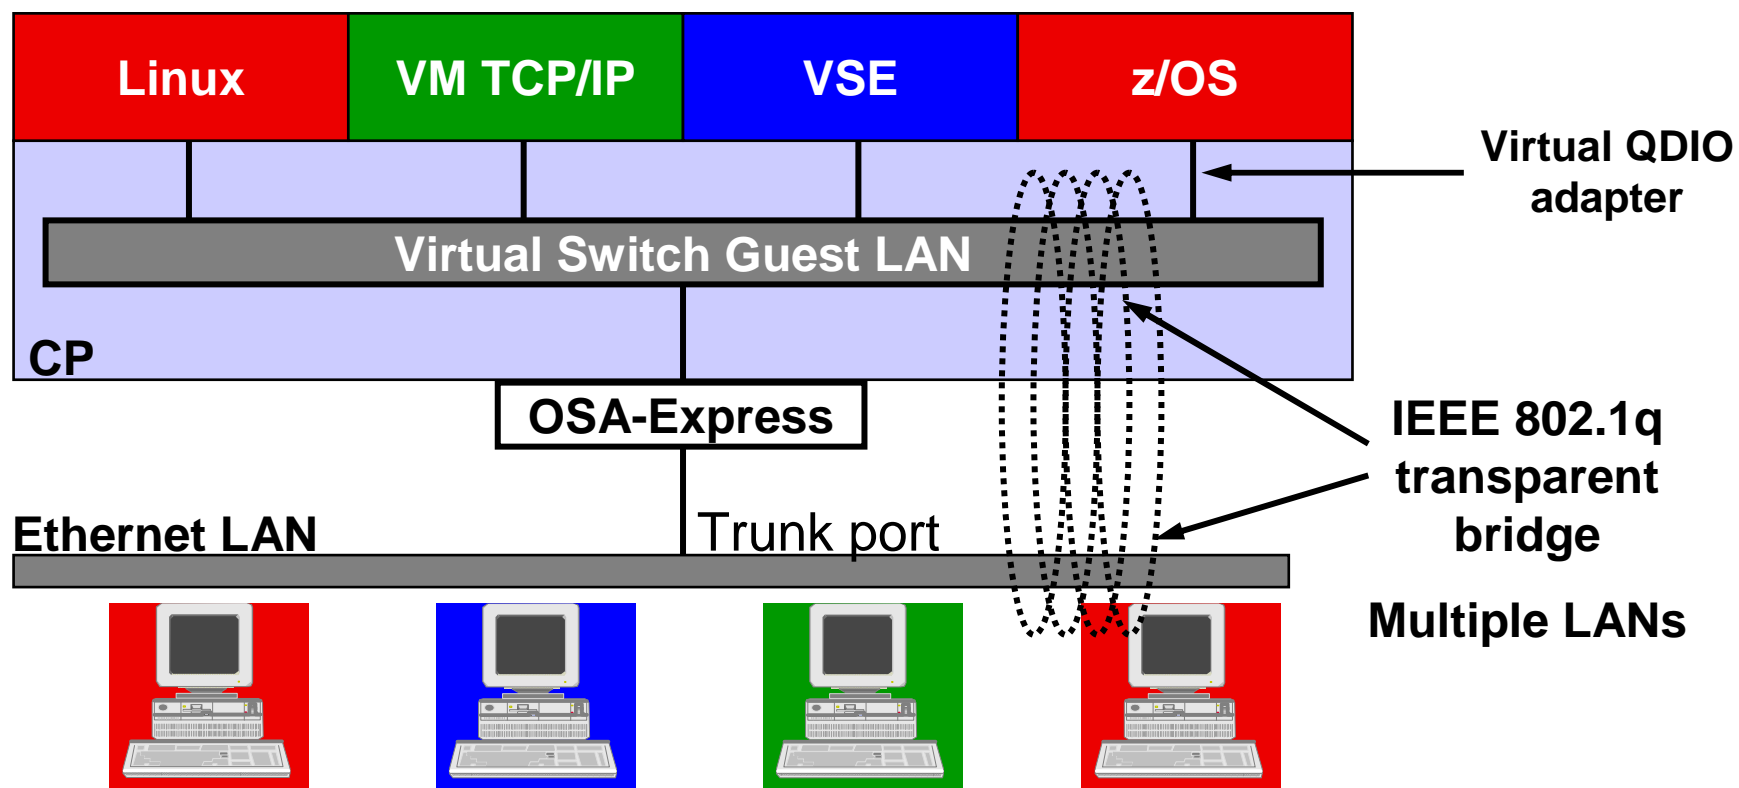 Linux
VM TCP/IP
VSE
z/OS
Virtual QDIO
adapter
Virtual Switch Guest LAN
CP
OSA-Express
IEEE 802.1q
transparent
bridge
Ethernet LAN
Trunk port
Multiple LANs